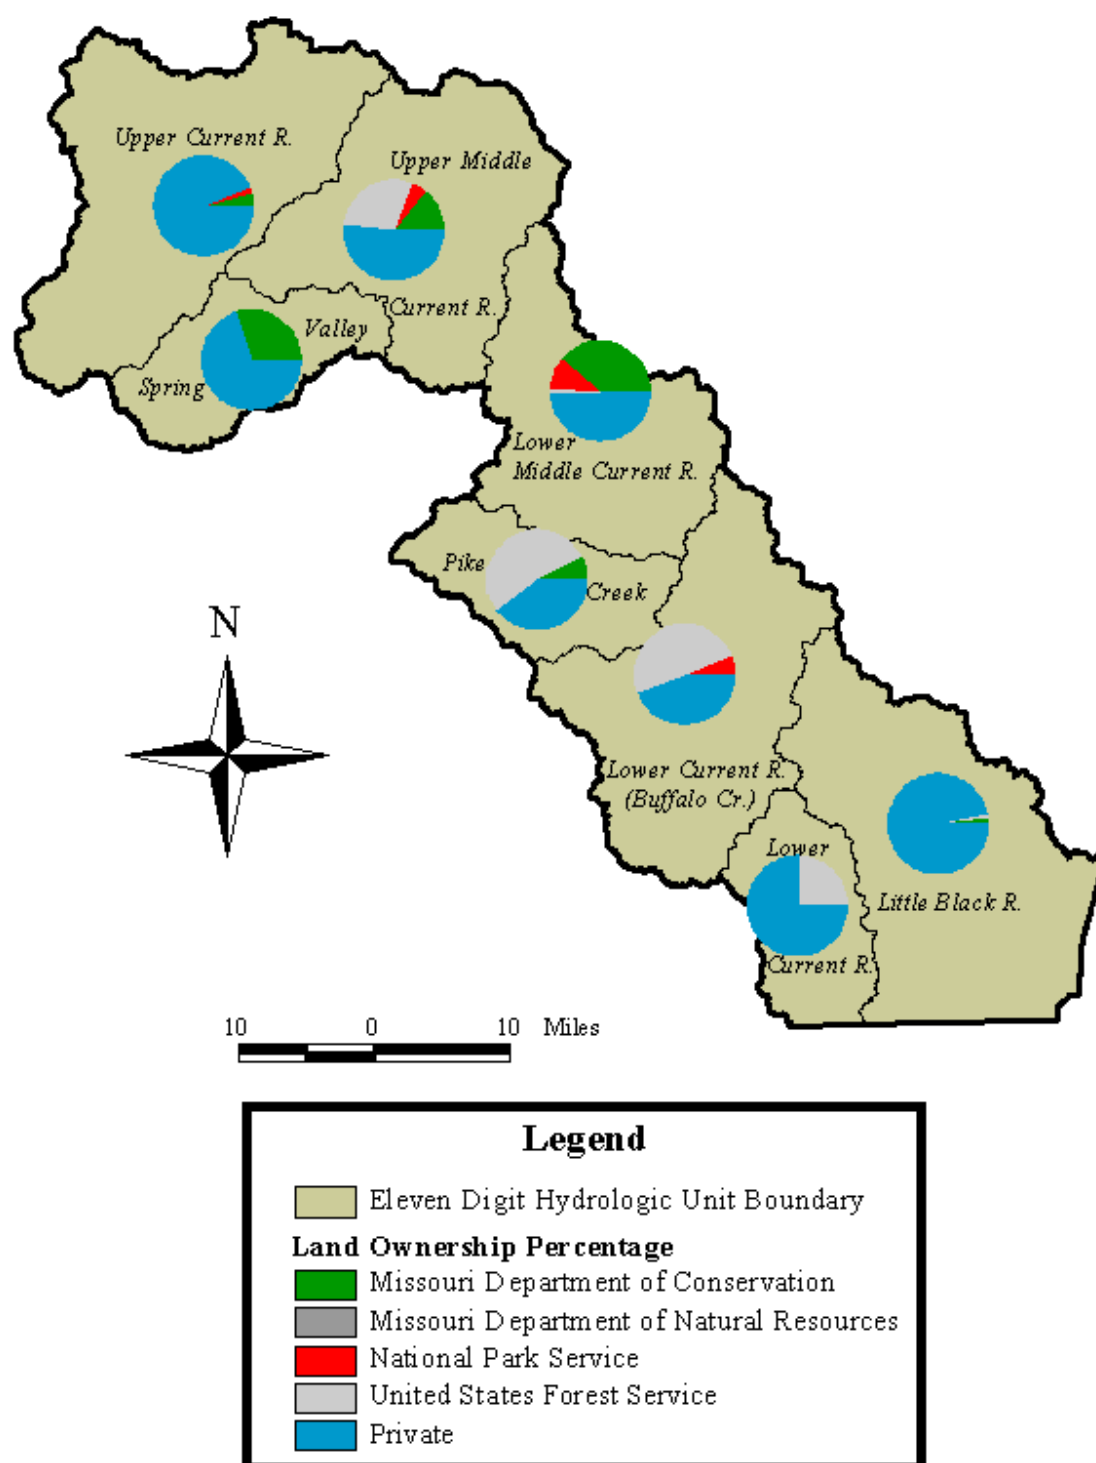 Upper Current R.
Upper Middle
Current R.
Valley
Spring
Lower
Middle Current R.
Pike
Creek
N
Lower Current R.
(Buffalo Cr.)
Lower
Current R.
Little Black R.
10 0 10 Miles
Legend
Eleven Digit Hydrologic Unit Boundary
Land Ownership Percentage
Missouri Department of Conservation
Missouri Department of Natural Resources
National Park Service
United States Forest Service
Private